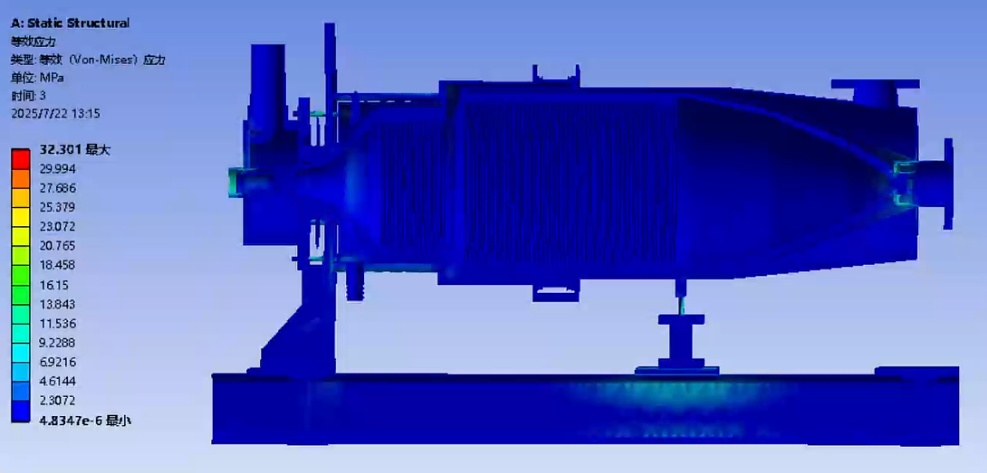 A: Static Structural
等效应力
类型: 等效（Von-Mises）应力
单位: MPa
时间: 3
2025/7/22 13:15
32.301 最大
29.994
27.686
25.379
23.072
20.765
18.458
16.15
13.843
11.536
9.2288
6.9216
4.6144
2.3072
4.8347e-6 最小